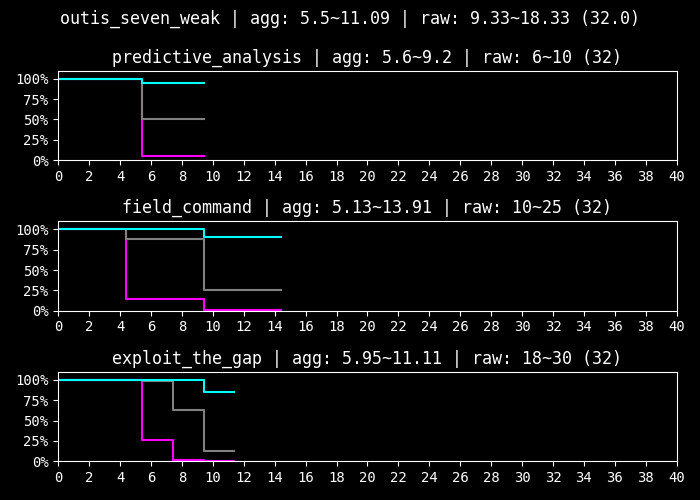 outis_seven_weak | agg: 5.5~11.09 | raw: 9.33~18.33 (32.0)
predictive_analysis | agg: 5.6~9.2 | raw: 6~10 (32)
100%
75%
50%
25%
0%
0 2 4 6 8 10 12 14 16 18 20 22 24 26 28 30 32 34 36 38 40
field_command | agg: 5.13~13.91 | raw: 10~25 (32)
100%
75%
50%
25%
0%
0 2 4 6 8 10 12 14 16 18 20 22 24 26 28 30 32 34 36 38 40
exploit_the_gap | agg: 5.95~11.11 | raw: 18~30 (32)
100%
75%
50%
25%
0%
0 2 4 6 8 10 12 14 16 18 20 22 24 26 28 30 32 34 36 38 40